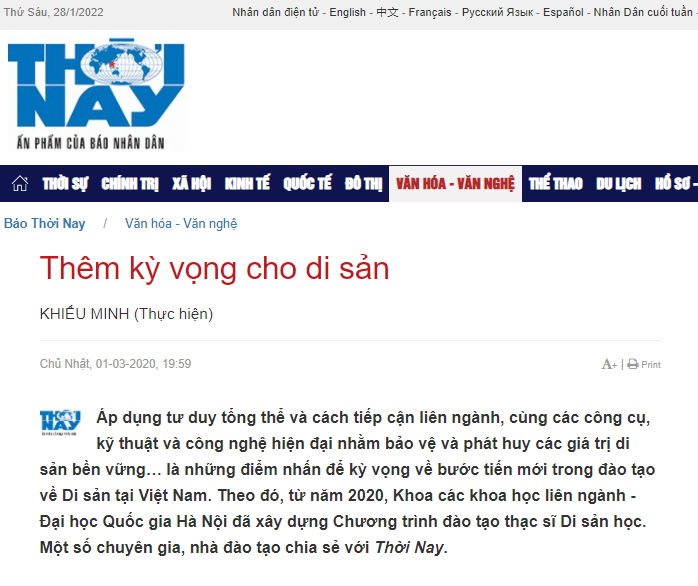 Thứ Sáu, 28/1/2022
Nhân dân điện tử - English - 中文 - Français - Русский Язык - Español - Nhân Dân cuối tuần -
THỜI NAY
ẤN PHẨM CỦA BÁO NHÂN DÂN
THỜI SỰ CHÍNH TRỊ XÃ HỘI KINH TẾ QUỐC TẾ ĐÔ THỊ VĂN HÓA - VĂN NGHỆ THỂ THAO DU LỊCH HỒ SƠ -
Báo Thời Nay / Văn hóa - Văn nghệ
Thêm kỳ vọng cho di sản
KHIẾU MINH (Thực hiện)
Chủ Nhật, 01-03-2020, 19:59
A+ | Print
THỜI NAY
Áp dụng tư duy tổng thể và cách tiếp cận liên ngành, cùng các công cụ,
kỹ thuật và công nghệ hiện đại nhằm bảo vệ và phát huy các giá trị di
sản bền vững… là những điểm nhấn để kỳ vọng về bước tiến mới trong đào tạo
về Di sản tại Việt Nam. Theo đó, từ năm 2020, Khoa các khoa học liên ngành -
Đại học Quốc gia Hà Nội đã xây dựng Chương trình đào tạo thạc sĩ Di sản học.
Một số chuyên gia, nhà đào tạo chia sẻ với Thời Nay.